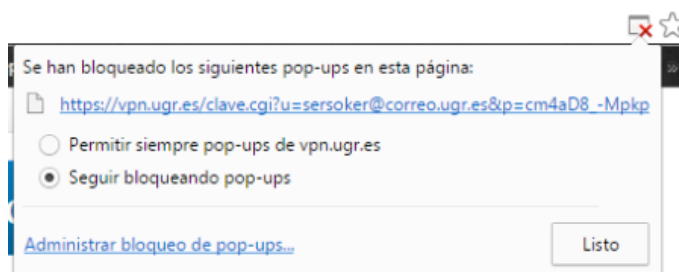 Se han bloqueado los siguientes pop-ups en esta página:
https://vpn.ugr.es/clave.cgi?u=sersoker@correo.ugr.es&p=cm4aD8_-Mpkp
Permitir siempre pop-ups de vpn.ugr.es
Seguir bloqueando pop-ups
Administrar bloqueo de pop-ups...
Listo